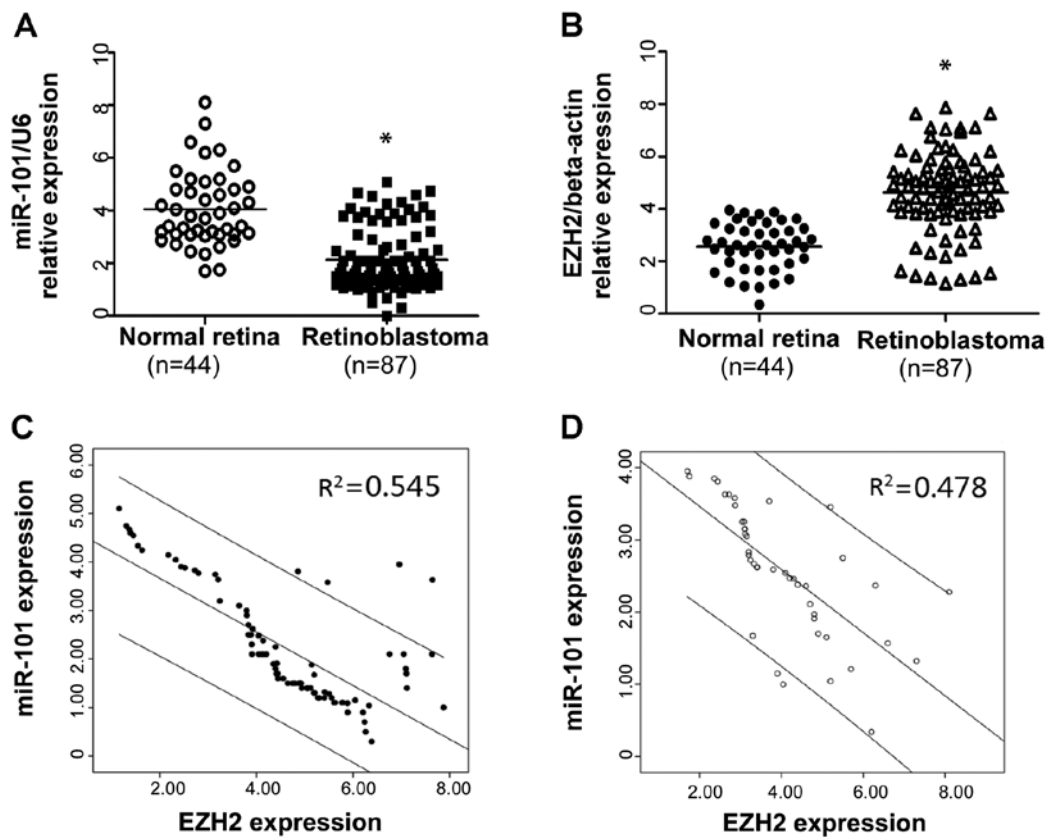 A
miR-101/U6
relative expression
10
8
6
4
2
0
*
Normal retina
(n=44)
Retinoblastoma
(n=87)
B
EZH2/beta-actin
relative expression
10
8
6
4
2
0
*
Normal retina
(n=44)
Retinoblastoma
(n=87)
C
miR-101 expression
6.00
5.00
4.00
3.00
2.00
1.00
0
R²=0.545
2.00
4.00
6.00
8.00
EZH2 expression
D
miR-101 expression
4.00
3.00
2.00
1.00
0
R²=0.478
2.00
4.00
6.00
8.00
EZH2 expression